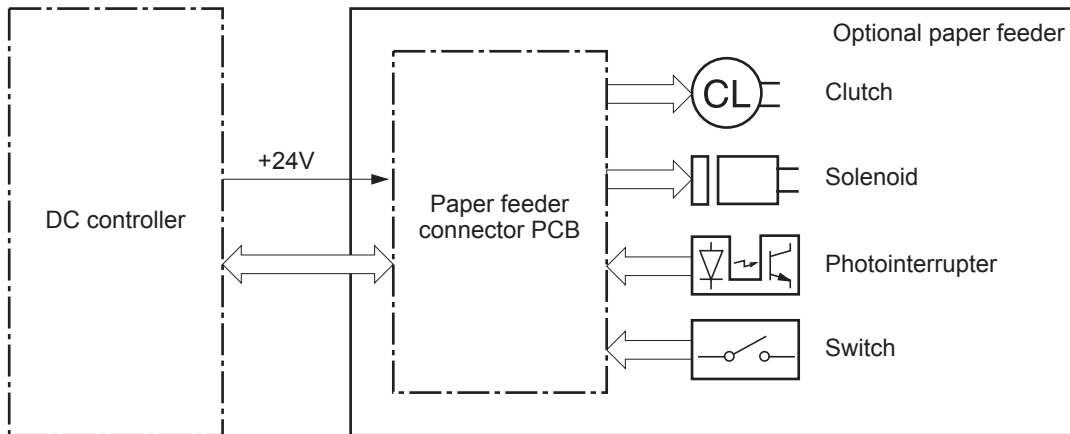 Optional paper feeder
CL
Clutch
+24V
Solenoid
DC controller
Paper feeder
connector PCB
Photointerrupter
Switch